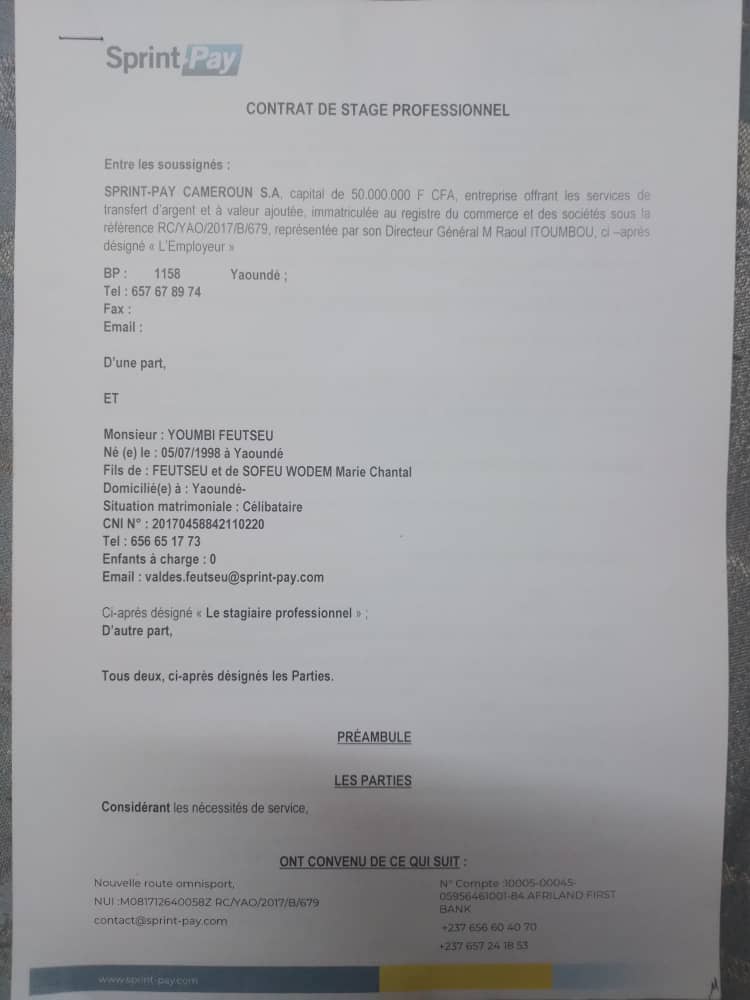 Sprint-Pay
CONTRAT DE STAGE PROFESSIONNEL
Entre les soussignés :
SPRINT-PAY CAMEROUN S.A, capital de 50.000.000 F CFA, entreprise offrant les services de
transfert d'argent et à valeur ajoutée, immatriculée au registre du commerce et des sociétés sous la
référence RC/YAO/2017/B/679, représentée par son Directeur Général M Raoul ITOUMBOU, ci –après
désigné « L'Employeur »
BP : 1158 Yaoundé ;
Tel : 657 67 89 74
Fax :
Email :
D'une part,
ET
Monsieur : YOUMBI FEUTSEU
Né (e) le : 05/07/1998 à Yaoundé
Fils de : FEUTSEU et de SOFEU WODEM Marie Chantal
Domicilié(e) à : Yaoundé-
Situation matrimoniale : Célibataire
CNI N° : 20170458842110220
Tel : 656 65 17 73
Enfants à charge : 0
Email : valdes.feutseu@sprint-pay.com
Ci-après désigné « Le stagiaire professionnel » ;
D'autre part,
Tous deux, ci-après désignés les Parties.
PRÉAMBULE
LES PARTIES
Considérant les nécessités de service,
ONT CONVENU DE CE QUI SUIT :
Nouvelle route omnisport,
NUI :M081712640058Z RC/YAO/2017/B/679
contact@sprint-pay.com
N° Compte :10005-00045-
05956461001-84 AFRILAND FIRST
BANK
+237 656 60 40 70
+237 657 24 18 53
www.sprint-pay.com